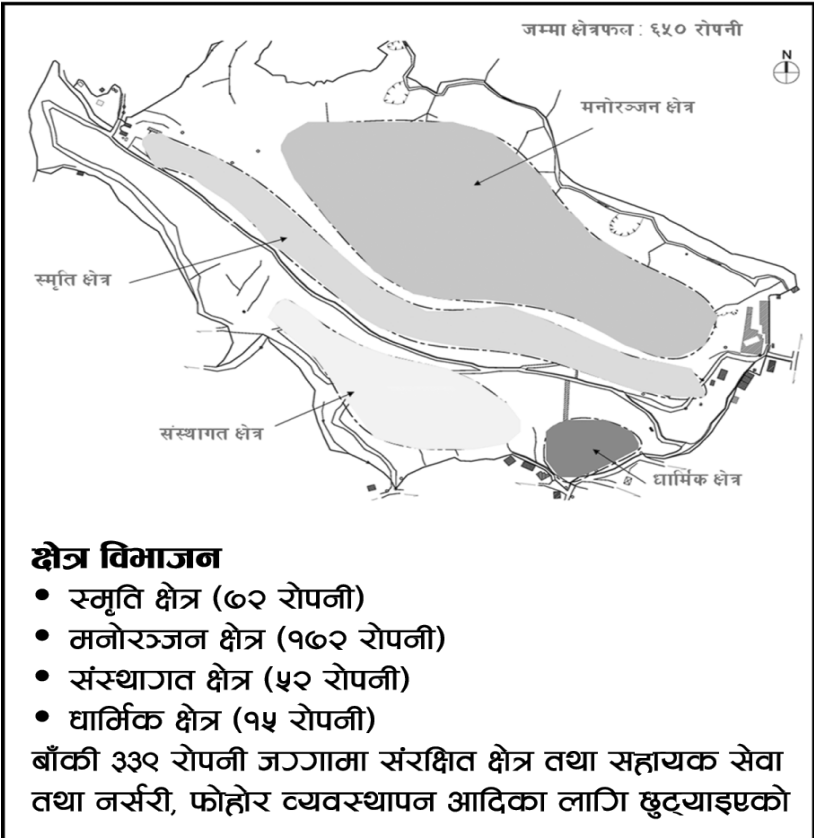 जम्मा क्षेत्रफल : ६५० रोपनी
N
मनोरञ्जन क्षेत्र
स्मृति क्षेत्र
संस्थागत क्षेत्र
धार्मिक क्षेत्र
क्षेत्र विभाजन
• स्मृति क्षेत्र (७२ रोपनी)
• मनोरञ्जन क्षेत्र (१७२ रोपनी)
• संस्थागत क्षेत्र (५२ रोपनी)
• धार्मिक क्षेत्र (१५ रोपनी)
बाँकी ३३९ रोपनी जग्गामा संरक्षित क्षेत्र तथा सहायक सेवा
तथा नर्सरी, फोहोर व्यवस्थापन आदिका लागि छुट्याइएको